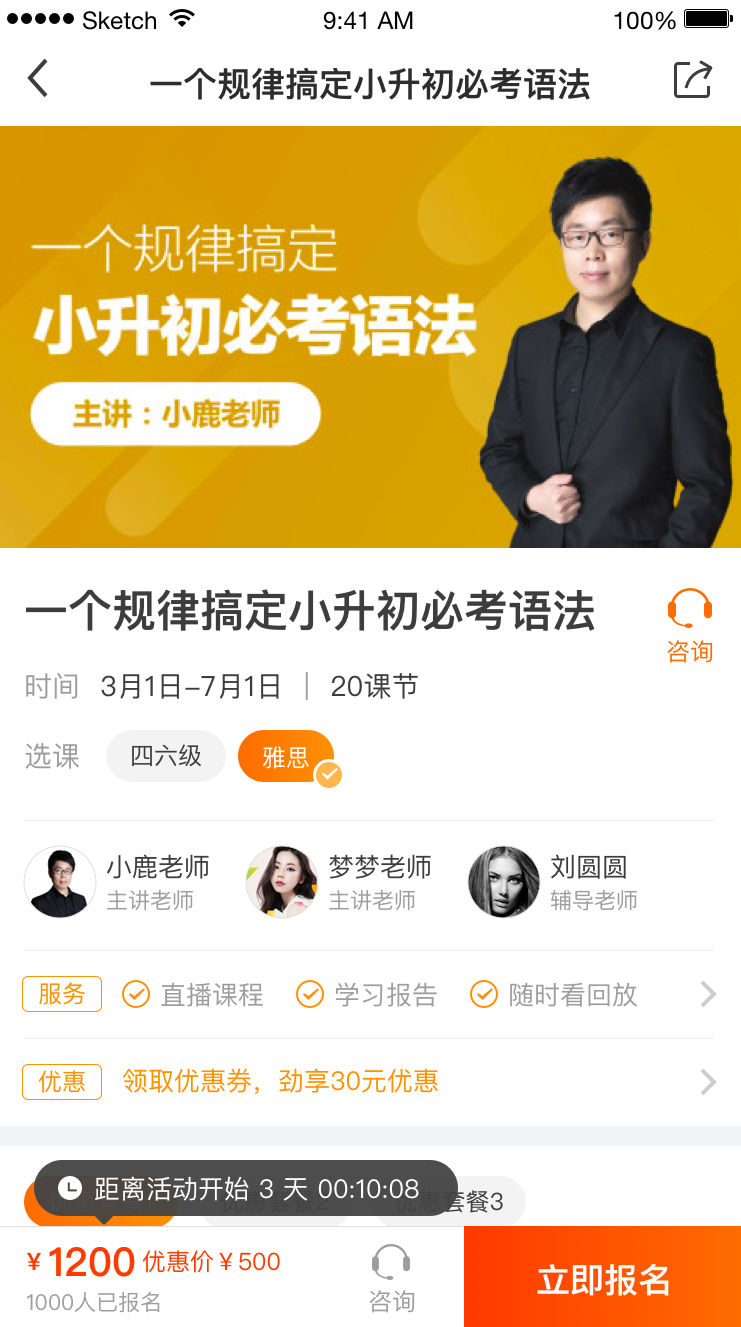 Sketch 9:41 AM 100%
一个规律搞定小升初必考语法
一个规律搞定
小升初必考语法
主讲：小鹿老师
一个规律搞定小升初必考语法
咨询
时间 3月1日–7月1日 | 20课节
选课 四六级 雅思
小鹿老师 梦梦老师 刘圆圆
主讲老师 主讲老师 辅导老师
服务 直播课程 学习报告 随时看回放
优惠 领取优惠券，劲享30元优惠
距离活动开始 3 天 00:10:08
优惠套餐2 优惠套餐3
¥1200 优惠价¥500
1000人已报名
咨询
立即报名